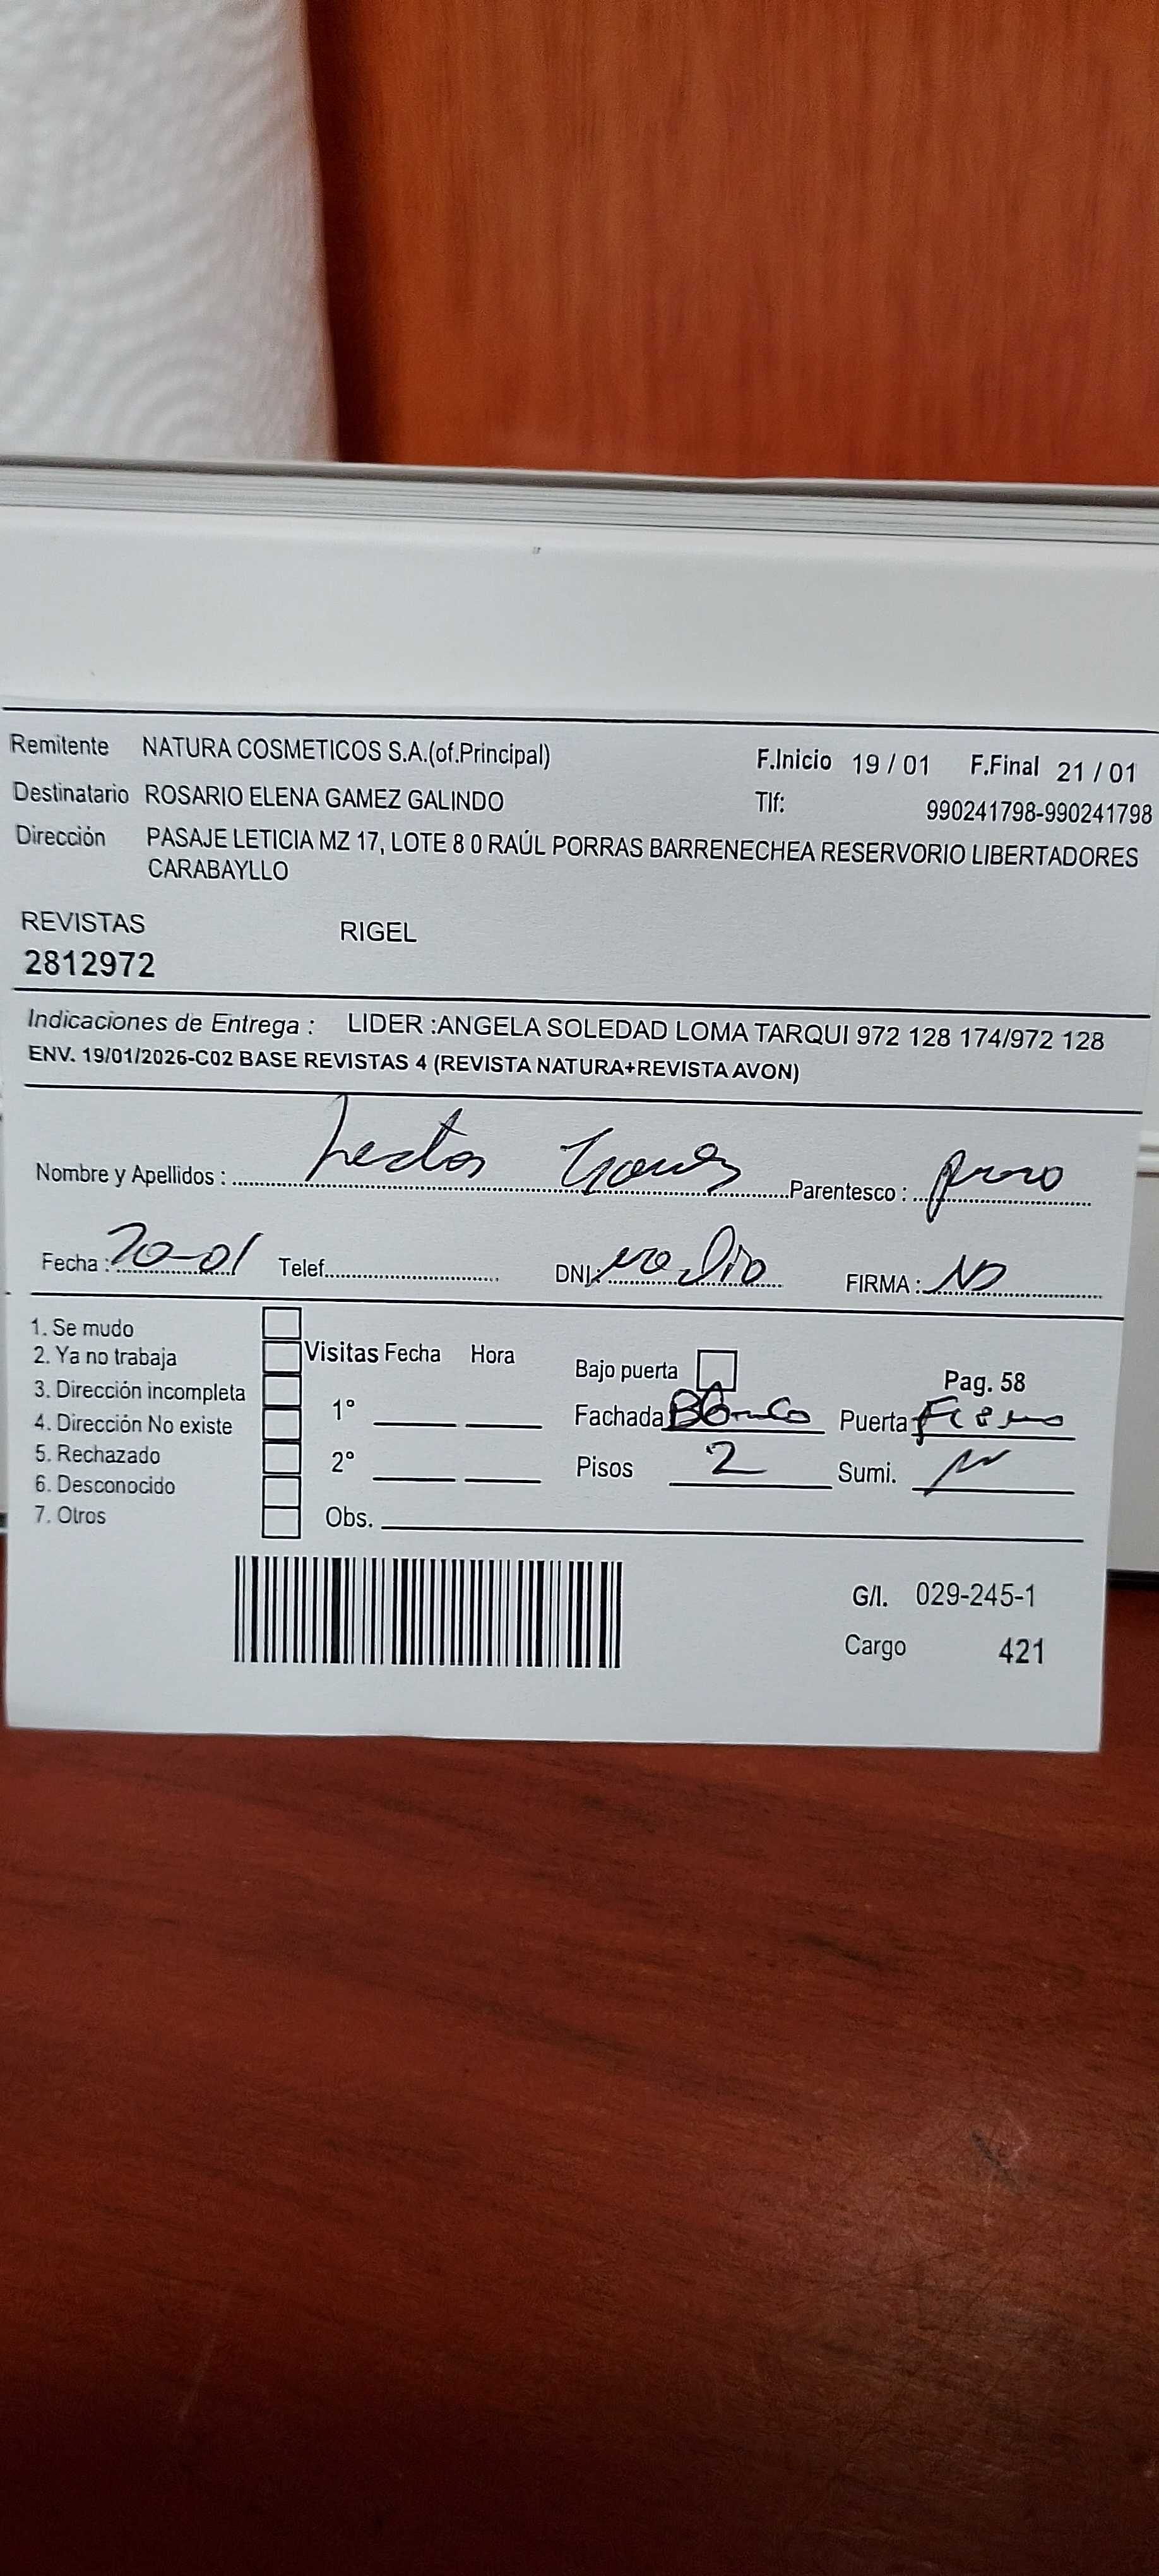 Remitente NATURA COSMETICOS S.A.(of.Principal) F.Inicio 19 / 01 F.Final 21 / 01
Destinatario ROSARIO ELENA GAMEZ GALINDO Tlf: 990241798-990241798
Dirección PASAJE LETICIA MZ 17, LOTE 8 0 RAÚL PORRAS BARRENECHEA RESERVORIO LIBERTADORES
CARABAYLLO
REVISTAS RIGEL
2812972
Indicaciones de Entrega : LIDER :ANGELA SOLEDAD LOMA TARQUI 972 128 174/972 128
ENV. 19/01/2026-C02 BASE REVISTAS 4 (REVISTA NATURA+REVISTA AVON)
Nombre y Apellidos : Parentesco :
Fecha : 20-01 Telef. DNI: no dio FIRMA :
1. Se mudo
2. Ya no trabaja Visitas Fecha Hora Bajo puerta Pag. 58
3. Dirección incompleta 1° Fachada Blanco Puerta Fierro
4. Dirección No existe
5. Rechazado 2° Pisos 2 Sumi.
6. Desconocido
7. Otros Obs.
G/I. 029-245-1
Cargo 421